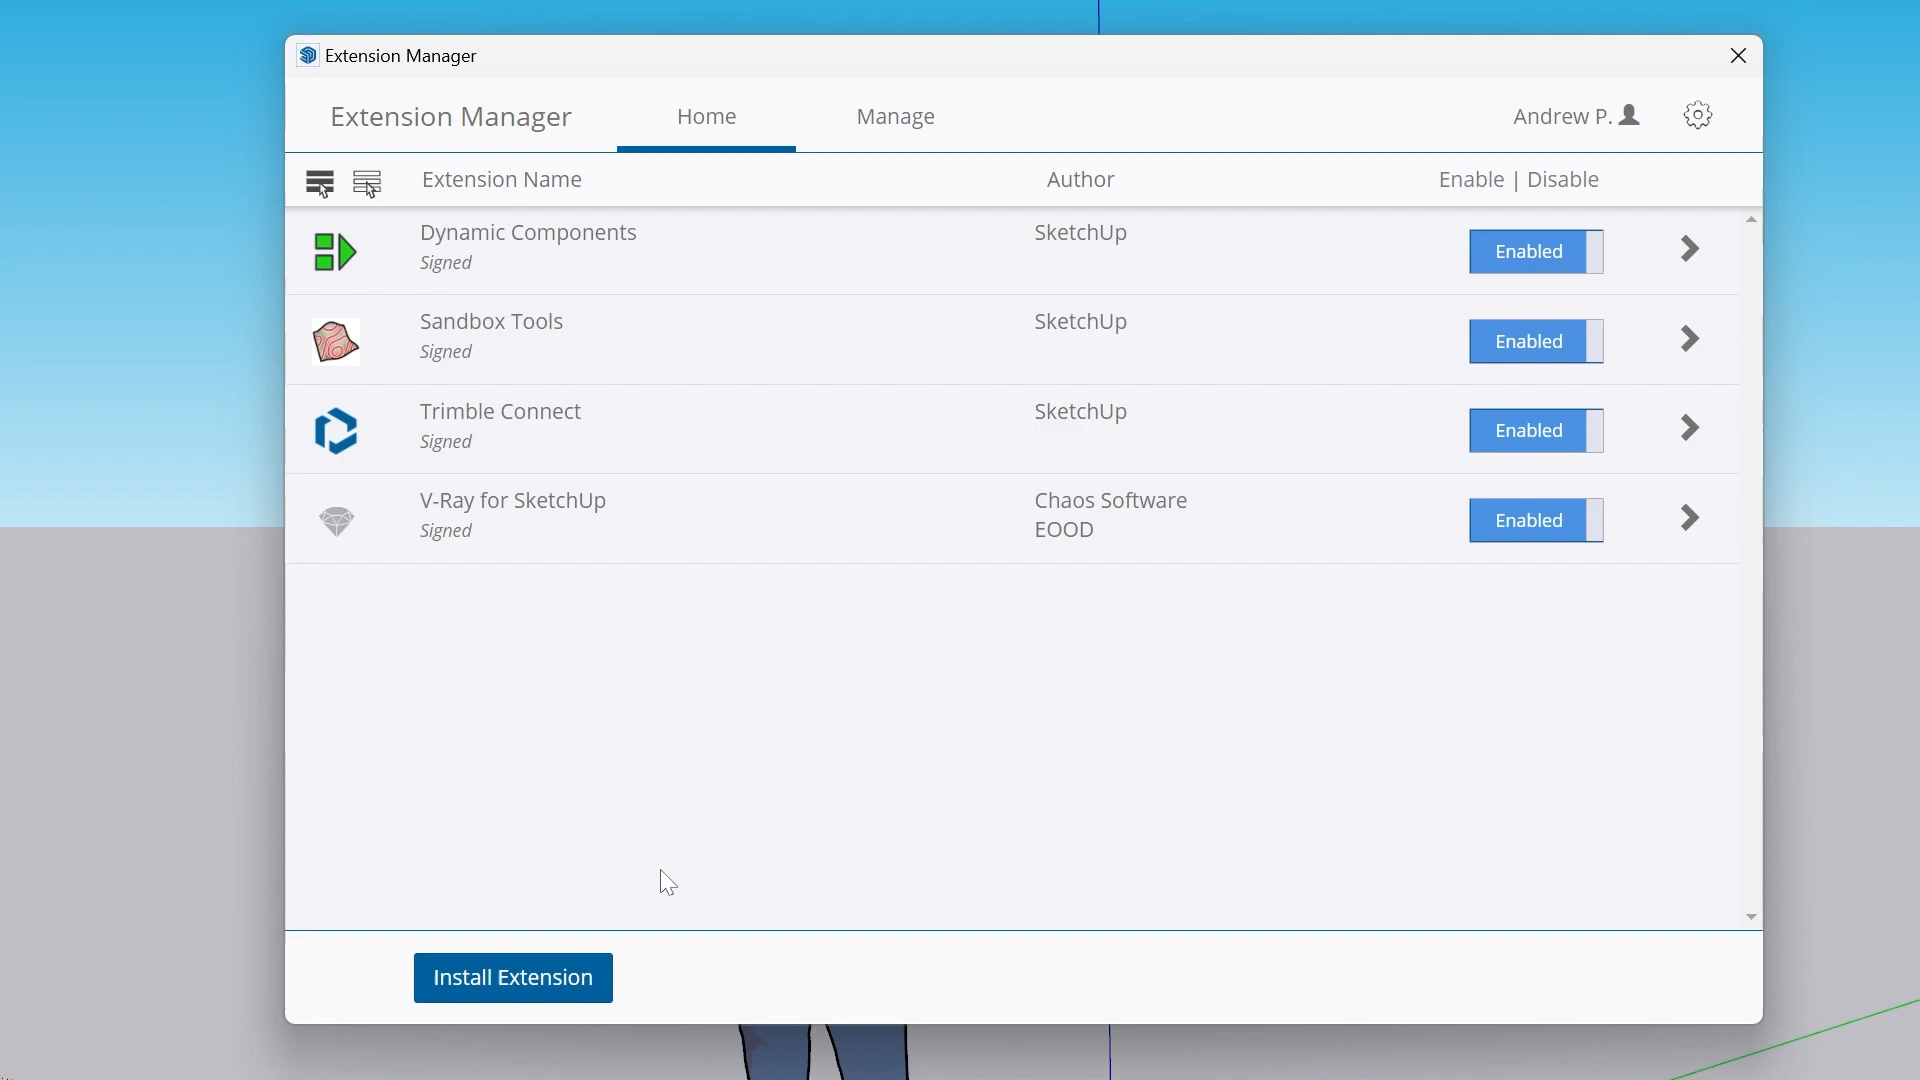 Extension Manager
Extension Manager Home Manage Andrew P.
Extension Name Author Enable | Disable
Dynamic Components SketchUp Enabled
Signed
Sandbox Tools SketchUp Enabled
Signed
Trimble Connect SketchUp Enabled
Signed
V-Ray for SketchUp Chaos Software Enabled
Signed EOOD
Install Extension